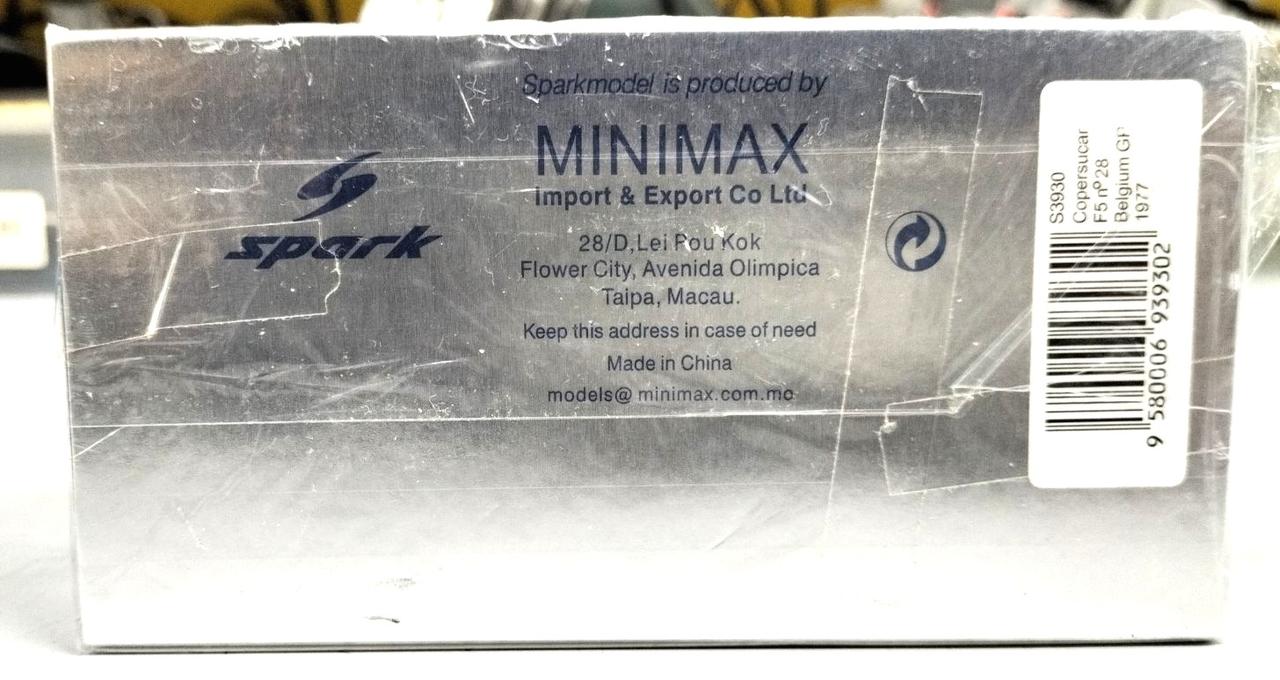 Sparkmodel is produced by
MINIMAX
Import & Export Co Ltd
28/D,Lei Pou Kok
Flower City, Avenida Olimpica
Taipa, Macau.
Keep this address in case of need
Made in China
models@ minimax.com.mo
spark
S3930
Copersucar
F5 nº28
Belgium GP
1977
9 580006 939302